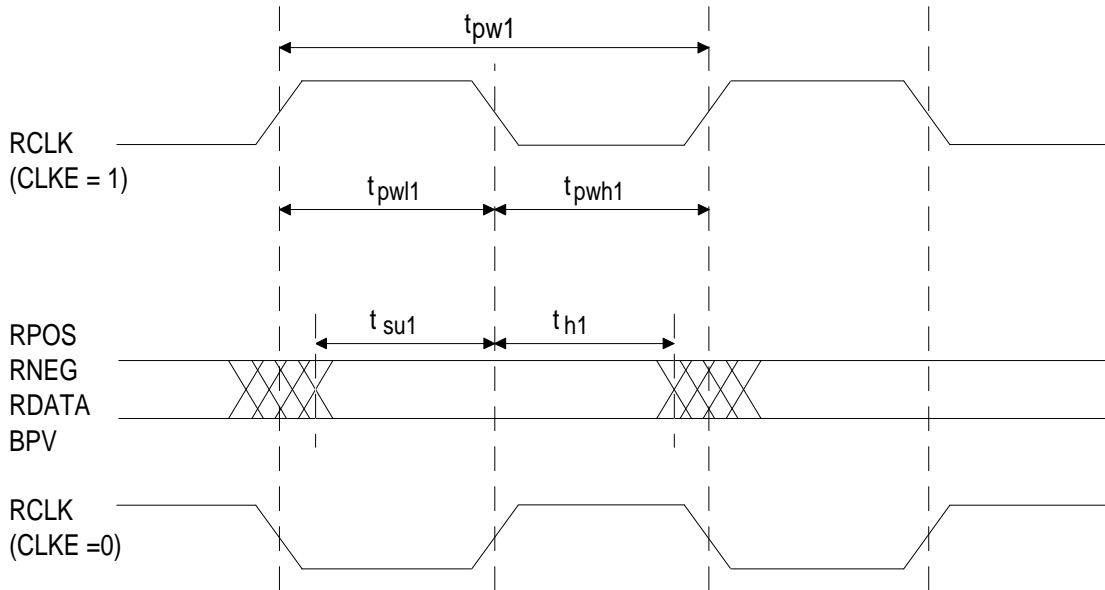 tpw1
RCLK
(CLKE = 1)
tpwl1
tpwh1
RPOS
tsu1
th1
RNEG
RDATA
BPV
RCLK
(CLKE =0)